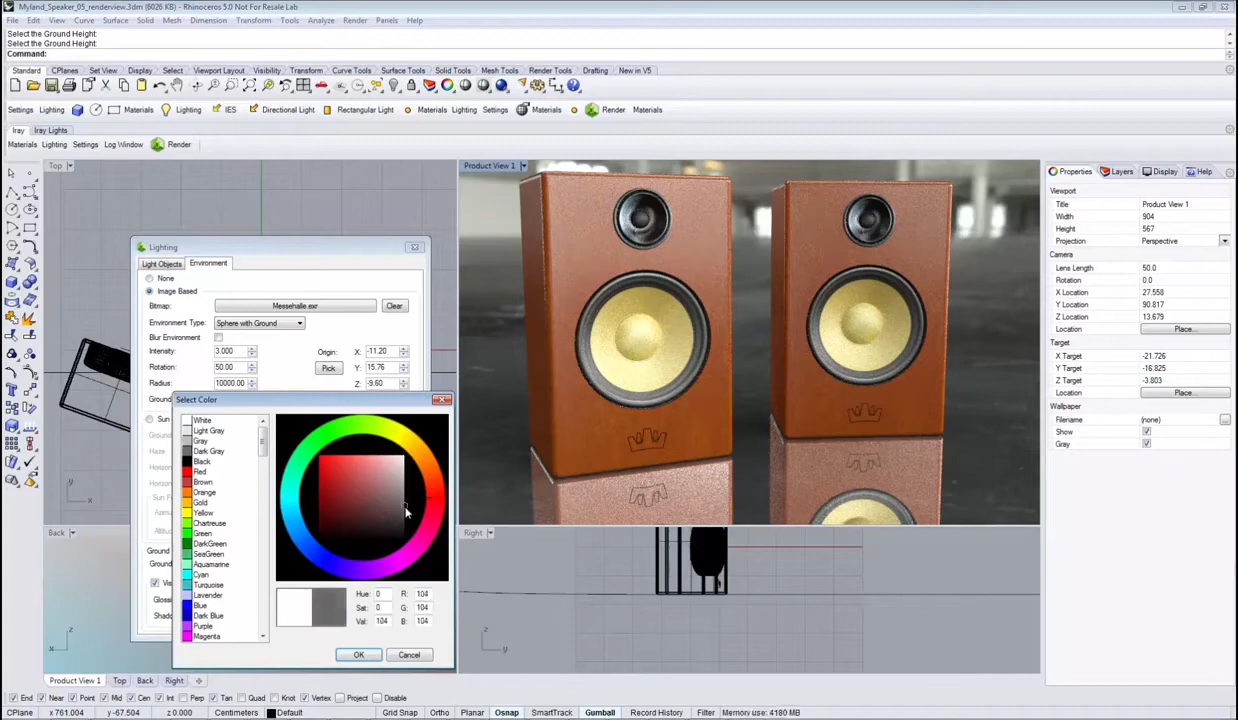 Myland_Speaker_05_renderview.3dm (6026 KB) - Rhinoceros 5.0 Not For Resale Lab
File Edit View Curve Surface Solid Mesh Dimension Transform Tools Analyze Render Panels Help
Select the Ground Height:
Select the Ground Height:
Command:
Standard CPlanes Set View Display Select Viewport Layout Visibility Transform Curve Tools Surface Tools Solid Tools Mesh Tools Render Tools Drafting New in V5
Settings Lighting Materials Lighting IES Directional Light Rectangular Light Materials Lighting Settings Materials Render Materials
Iray Iray Lights
Materials Lighting Settings Log Window Render
Top
Product View 1
Properties Layers Display Help
Viewport
Title Product View 1
Width 904
Height 567
Projection Perspective
Camera
Lens Length 50.0
Rotation 0.0
X Location 27.558
Y Location 90.817
Z Location 13.679
Location Place...
Target
X Target -21.726
Y Target -16.825
Z Target -3.803
Location Place...
Wallpaper
Filename (none) ...
Show
Gray
Lighting
Light Objects Environment
None
Image Based
Bitmap: Messehalle.exr Clear
Environment Type: Sphere with Ground
Blur Environment
Intensity: 3.000 Origin: X: -11.20
Rotation: 50.00 Pick Y: 15.76
Radius: 10000.00 Z: -9.60
Select Color
White
Light Gray
Gray
Dark Gray
Black
Red
Brown
Orange
Gold
Yellow
Chartreuse
Green
DarkGreen
SeaGreen
Aquamarine
Cyan
Turquoise
Lavender
Blue
Dark Blue
Purple
Magenta
Hue: 0 R: 104
Sat: 0 G: 104
Val: 104 B: 104
OK Cancel
Sun
Back
Right
y
x
z
x
z
y
Product View 1 Top Back Right
End Near Point Mid Cen Int Perp Tan Quad Knot Vertex Project Disable
CPlane x 761.004 y -67.504 z 0.000 Centimeters Default Grid Snap Ortho Planar Osnap SmartTrack Gumball Record History Filter Memory use: 4180 MB